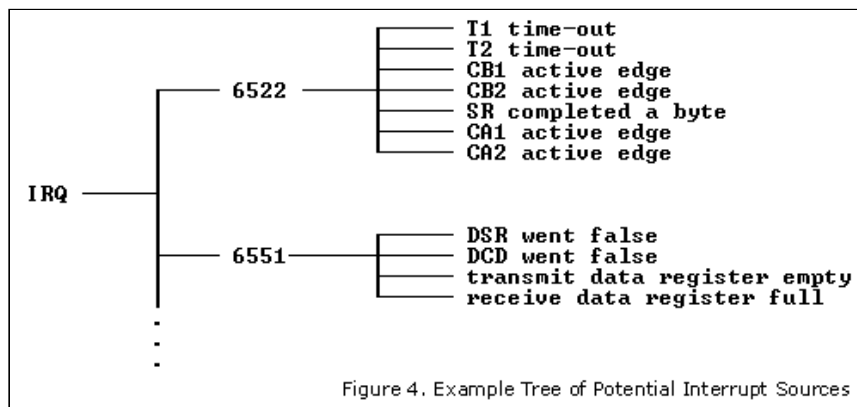 T1 time-out
T2 time-out
CB1 active edge
6522
CB2 active edge
SR completed a byte
CA1 active edge
CA2 active edge
IRQ
DSR went false
6551
DCD went false
transmit data register empty
receive data register full
Figure 4. Example Tree of Potential Interrupt Sources